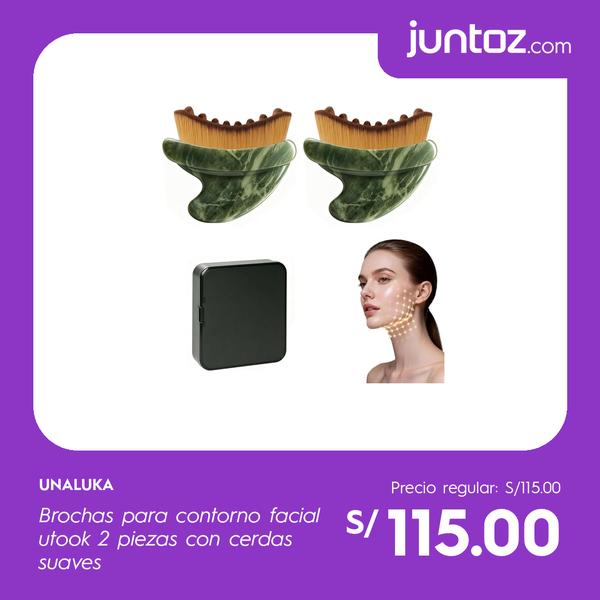 juntoz.com
UNALUKA
Brochas para contorno facial
utook 2 piezas con cerdas
suaves
Precio regular: S/115.00
S/115.00